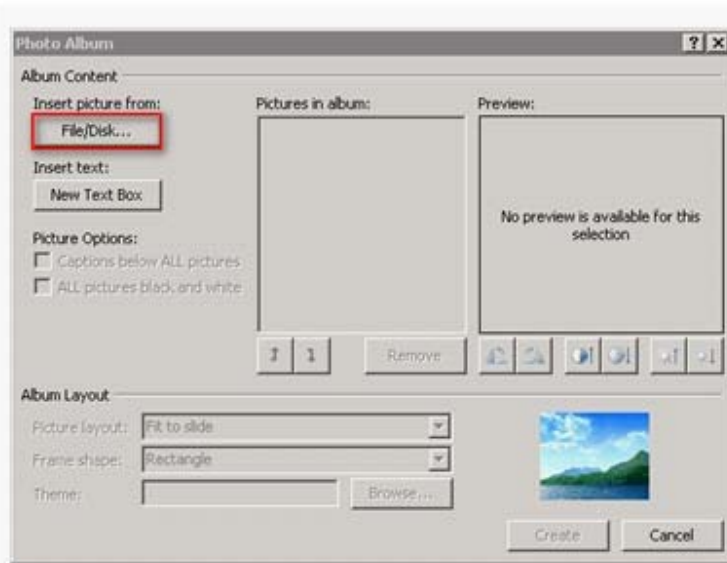 Photo Album
Album Content
Insert picture from:
File/Disk...
Insert text:
New Text Box
Picture Options:
Captions below ALL pictures
ALL pictures black and white
Pictures in album:
Remove
Preview:
No preview is available for this
selection
Album Layout
Picture layout: Fit to slide
Frame shape: Rectangle
Theme: Browse...
Create Cancel